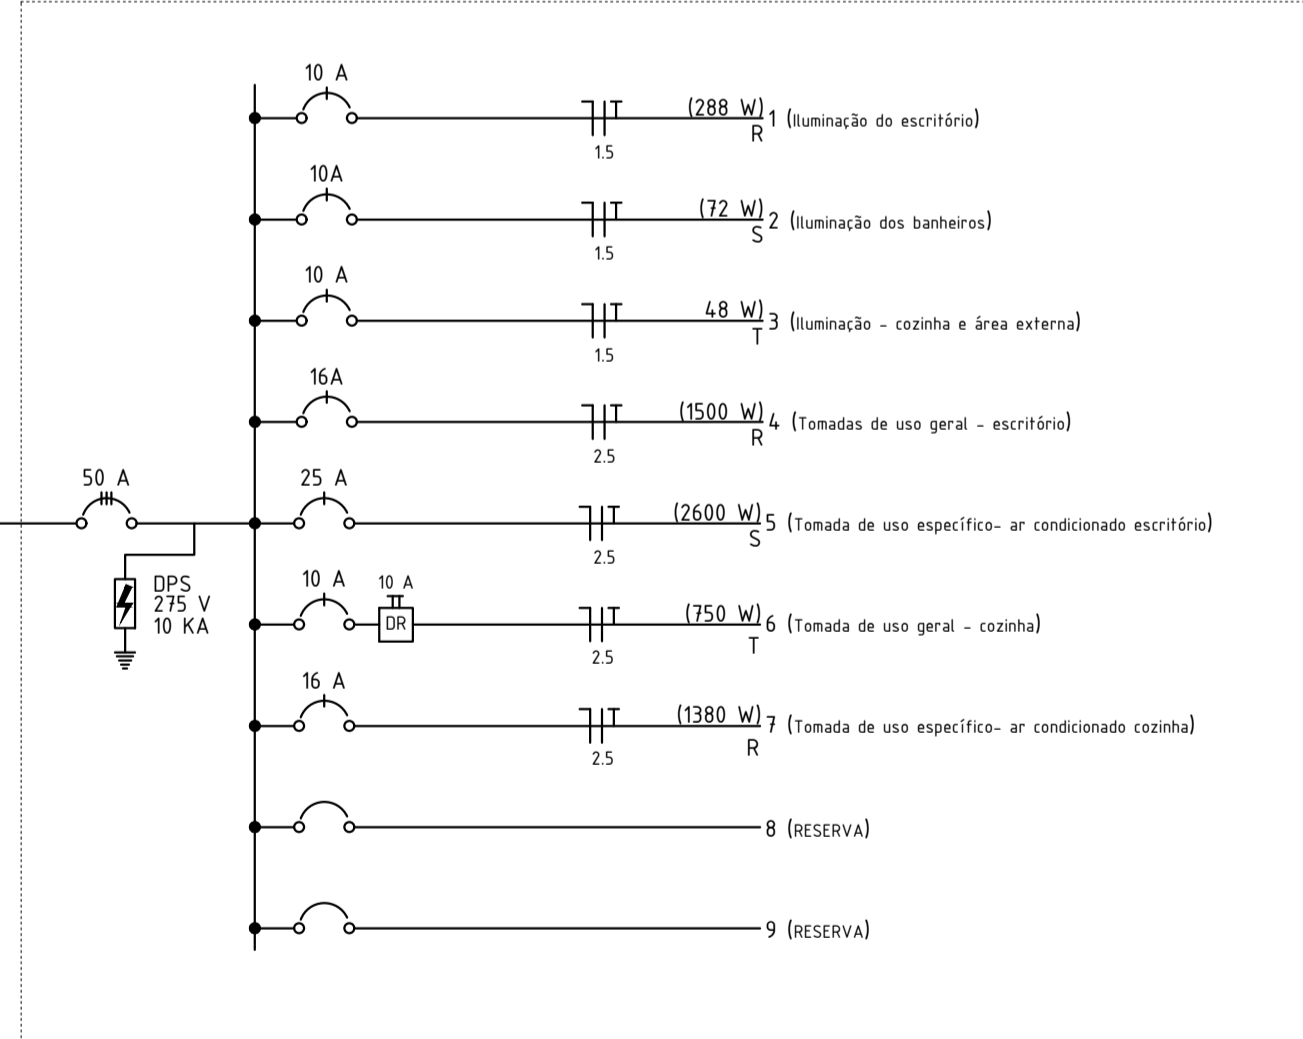 10 A
(288 W) 1 (Iluminação do escritório)
R
1.5
10A
(72 W) 2 (Iluminação dos banheiros)
S
1.5
10 A
48 W) 3 (Iluminação - cozinha e área externa)
T
1.5
16A
(1500 W) 4 (Tomadas de uso geral - escritório)
R
2.5
50 A
25 A
(2600 W) 5 (Tomada de uso específico- ar condicionado escritório)
S
2.5
DPS
275 V
10 KA
10 A
10 A
DR
(750 W) 6 (Tomada de uso geral - cozinha)
T
2.5
16 A
(1380 W) 7 (Tomada de uso específico- ar condicionado cozinha)
R
2.5
8 (RESERVA)
9 (RESERVA)